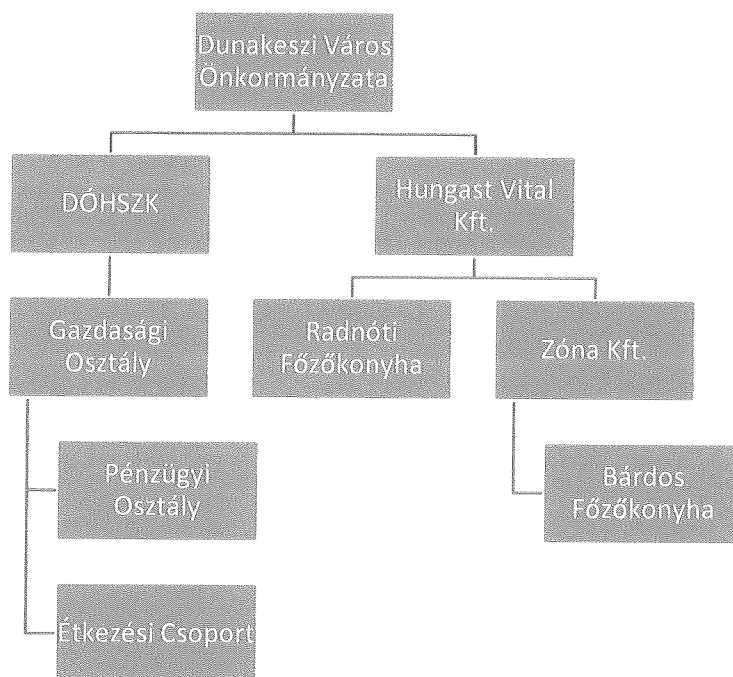 Dunakeszi Város
Önkormányzata
DÓHSZK
Hungast Vital
Kft.
Gazdasági
Osztály
Radnóti
Főzőkonyha
Zóna Kft.
Pénzügyi
Osztály
Bárdos
Főzőkonyha
Étkezési Csoport